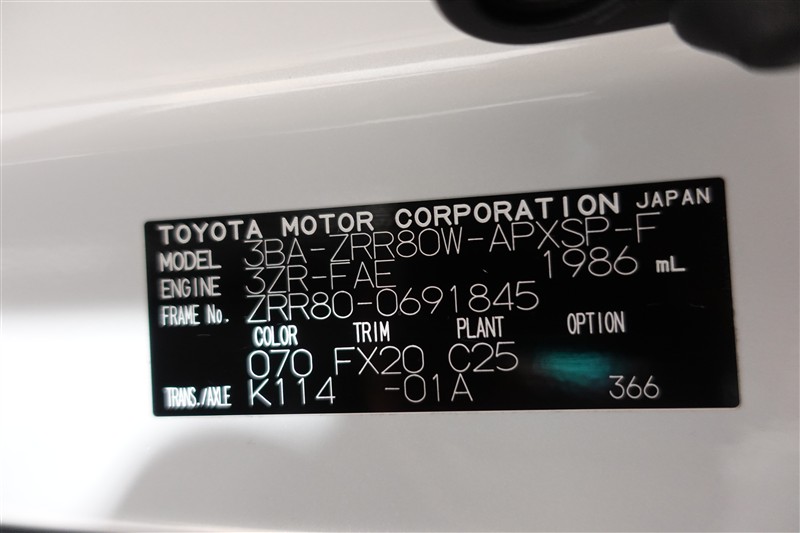 TOYOTA MOTOR CORPORATION JAPAN
MODEL 3BA-ZRR80W-APXSP-F
ENGINE 3ZR-FAE 1986 mL
FRAME No. ZRR80-0691845
COLOR TRIM PLANT OPTION
070 FX20 C25
TRANS./AXLE K114 -01A 366